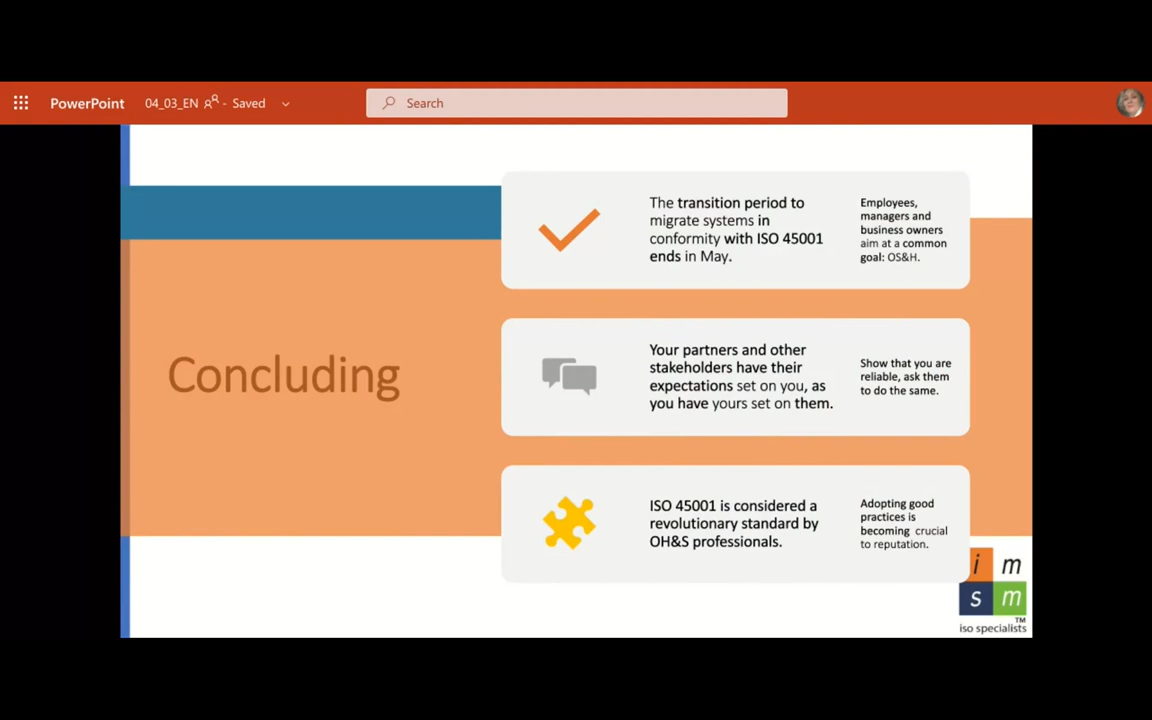 PowerPoint
04_03_EN - Saved
Search
The transition period to
migrate systems in
conformity with ISO 45001
ends in May.
Employees,
managers and
business owners
aim at a common
goal: OS&H.
Concluding
Your partners and other
stakeholders have their
expectations set on you, as
you have yours set on them.
Show that you are
reliable, ask them
to do the same.
ISO 45001 is considered a
revolutionary standard by
OH&S professionals.
Adopting good
practices is
becoming crucial
to reputation.
i m
s m
TM
iso specialists